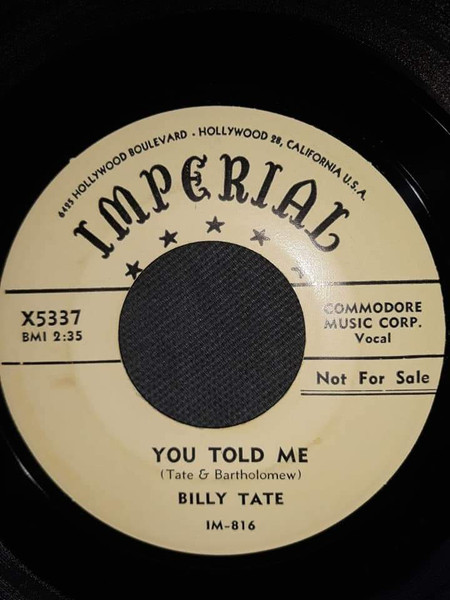 6425 HOLLYWOOD BOULEVARD - HOLLYWOOD 28, CALIFORNIA U.S.A.
IMPERIAL
X5337
BMI 2:35
COMMODORE
MUSIC CORP.
Vocal
Not For Sale
YOU TOLD ME
(Tate & Bartholomew)
BILLY TATE
IM-816